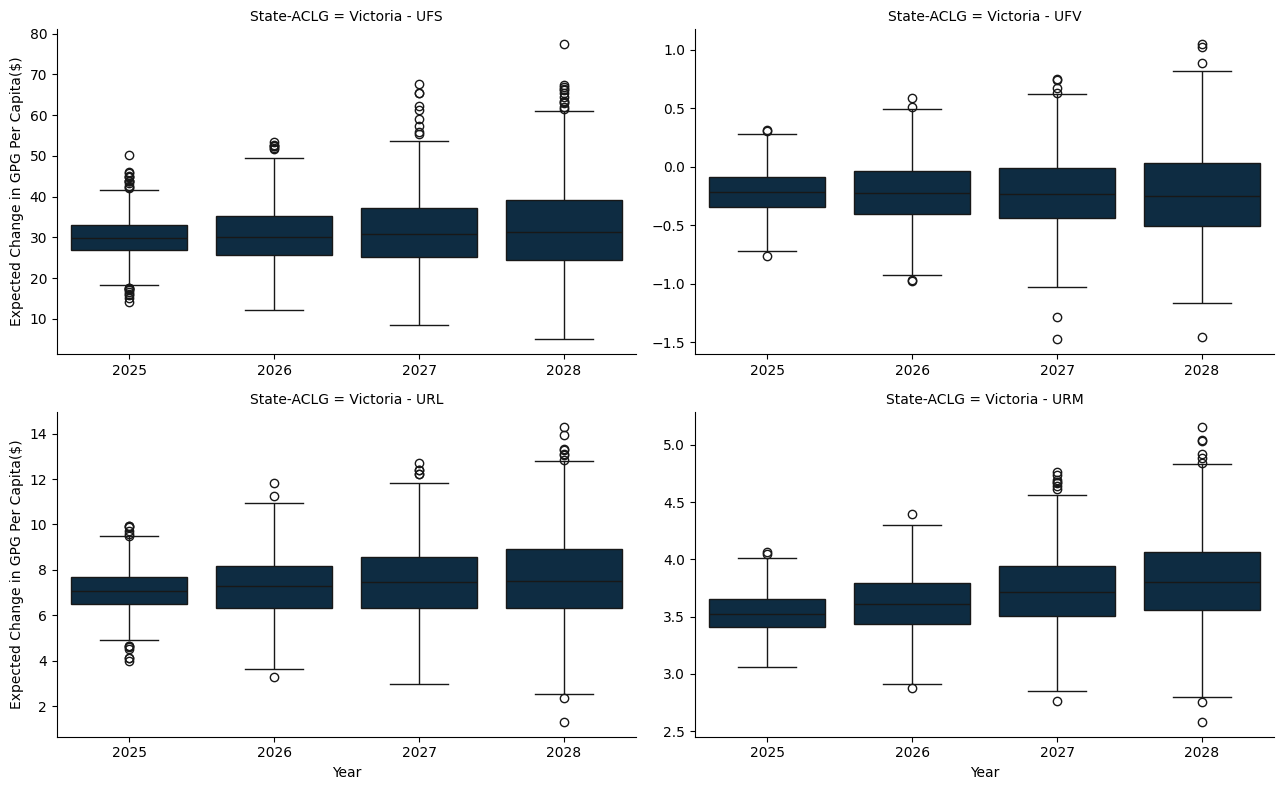 State-ACLG = Victoria - UFS
Expected Change in GPG Per Capita($)
80
70
60
50
40
30
20
10
2025 2026 2027 2028
State-ACLG = Victoria - UFV
1.0
0.5
0.0
−0.5
−1.0
−1.5
2025 2026 2027 2028
State-ACLG = Victoria - URL
Expected Change in GPG Per Capita($)
14
12
10
8
6
4
2
2025 2026 2027 2028
Year
State-ACLG = Victoria - URM
5.0
4.5
4.0
3.5
3.0
2.5
2025 2026 2027 2028
Year